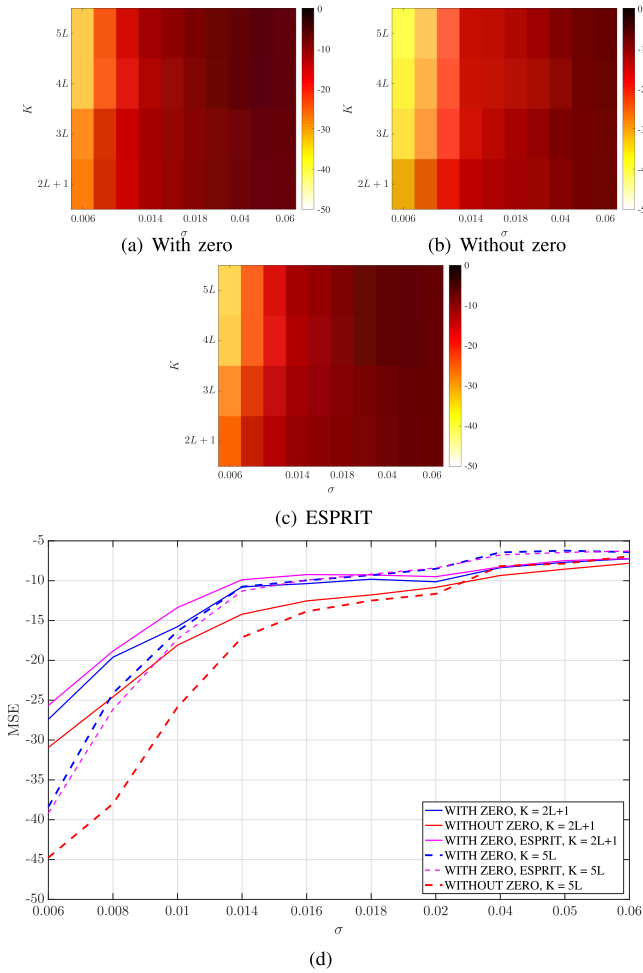 5L
4L
3L
2L + 1
K
0.006
0.014
0.018
0.04
0.06
σ
0
-10
-20
-30
-40
-50
(a) With zero
5L
4L
3L
2L + 1
K
0.006
0.014
0.018
0.04
0.06
σ
0
-10
-20
-30
-40
-50
(b) Without zero
5L
4L
3L
2L + 1
K
0.006
0.014
0.018
0.04
0.06
σ
0
-10
-20
-30
-40
-50
(c) ESPRIT
-5
-10
-15
-20
-25
-30
-35
-40
-45
-50
MSE
WITH ZERO, K = 2L+1
WITHOUT ZERO, K = 2L+1
WITH ZERO, ESPRIT, K = 2L+1
WITH ZERO, K = 5L
WITH ZERO, ESPRIT, K = 5L
WITHOUT ZERO, K = 5L
0.006
0.008
0.01
0.014
0.016
0.018
0.02
0.04
0.05
0.06
σ
(d)